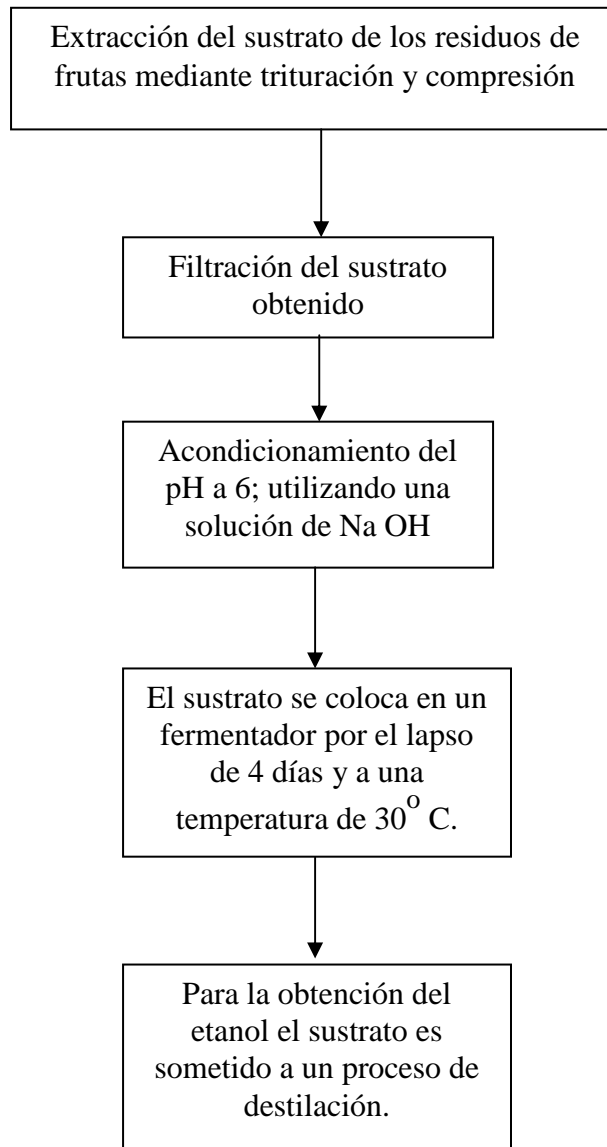 Extracción del sustrato de los residuos de
frutas mediante trituración y compresión
Filtración del sustrato
obtenido
Acondicionamiento del
pH a 6; utilizando una
solución de Na OH
El sustrato se coloca en un
fermentador por el lapso
de 4 días y a una
temperatura de 30° C.
Para la obtención del
etanol el sustrato es
sometido a un proceso de
destilación.